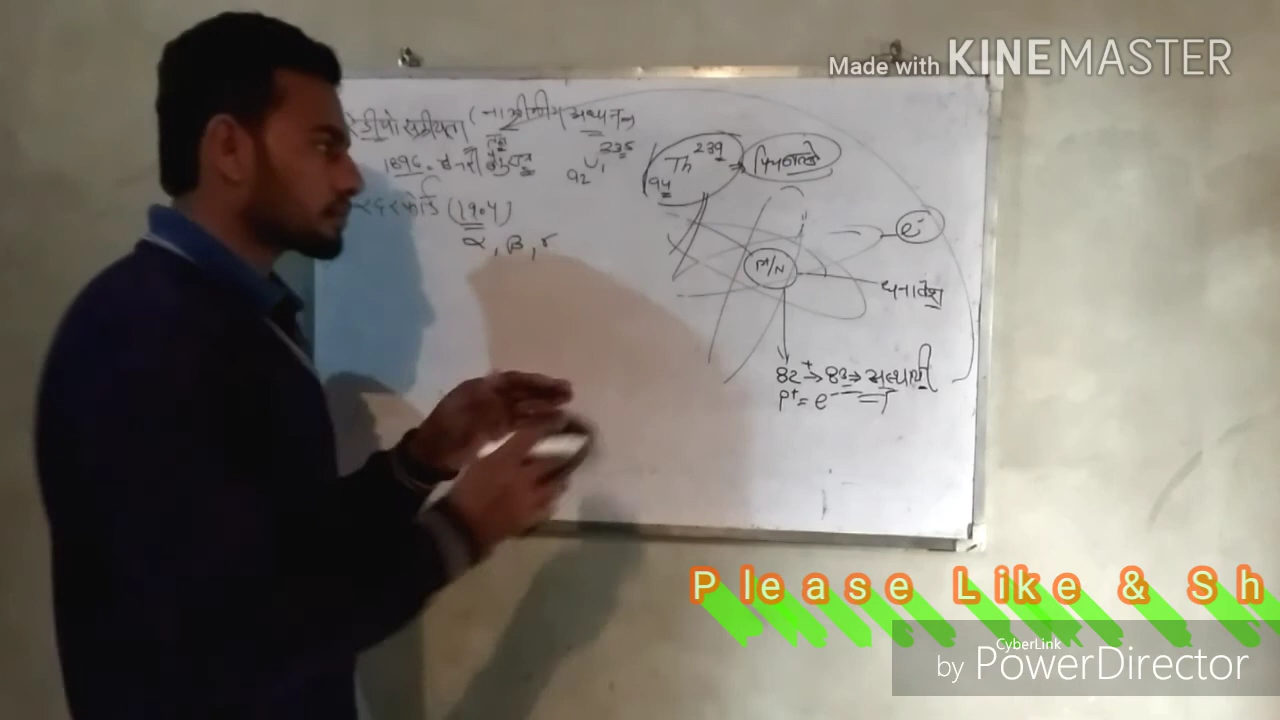 Made with KINEMASTER
रेडियो सक्रियता (नाभिकीय अध्ययन
1896. हेनरी बेकुरल
92 U 235
रदरफोर्ड (1904)
α, β, γ
94 Th 239 → पिचब्लेंड
e⁻
P⁺/N
धनावेश
82⁺ → 83 → अस्थायी
P⁺ = e⁻
Please Like & Sh
CyberLink
by PowerDirector